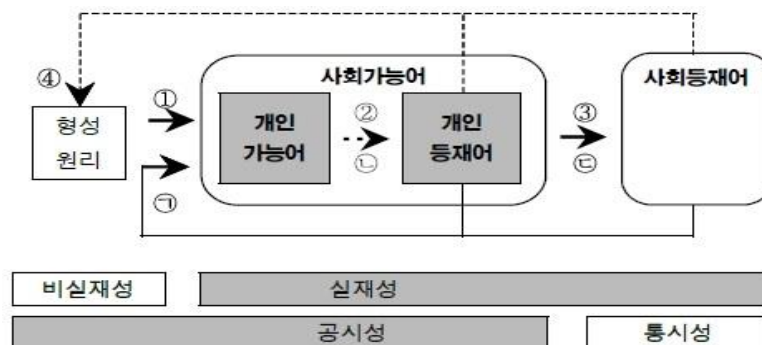 사회가능어
사회등재어
④
①
②
③
형성
원리
개인
가능어
개인
등재어
㉠
㉡
㉢
비실재성
실재성
공시성
통시성